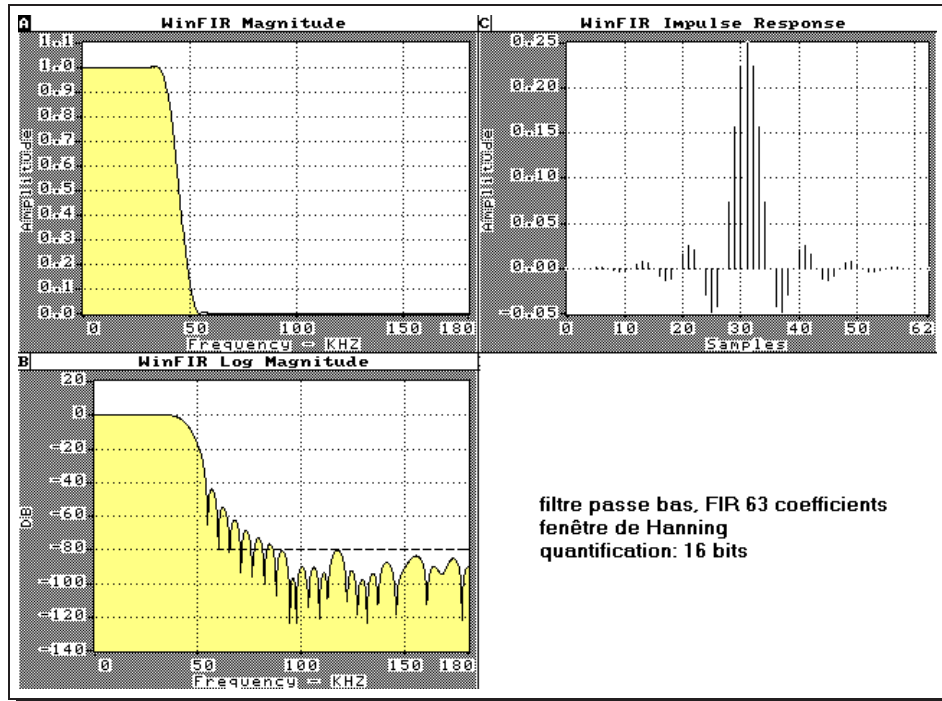 A WinFIR Magnitude
1.1
1.0
0.9
0.8
0.7
0.6
0.5
0.4
0.3
0.2
0.1
0.0
Amplitude
0 50 100 150 180
Frequency - KHZ
C WinFIR Impulse Response
0.25
0.20
0.15
0.10
0.05
0.00
-0.05
Amplitude
0 10 20 30 40 50 62
Samples
B WinFIR Log Magnitude
20
0
-20
-40
-60
-80
-100
-120
-140
DB
0 50 100 150 180
Frequency - KHZ
filtre passe bas, FIR 63 coefficients
fenêtre de Hanning
quantification: 16 bits